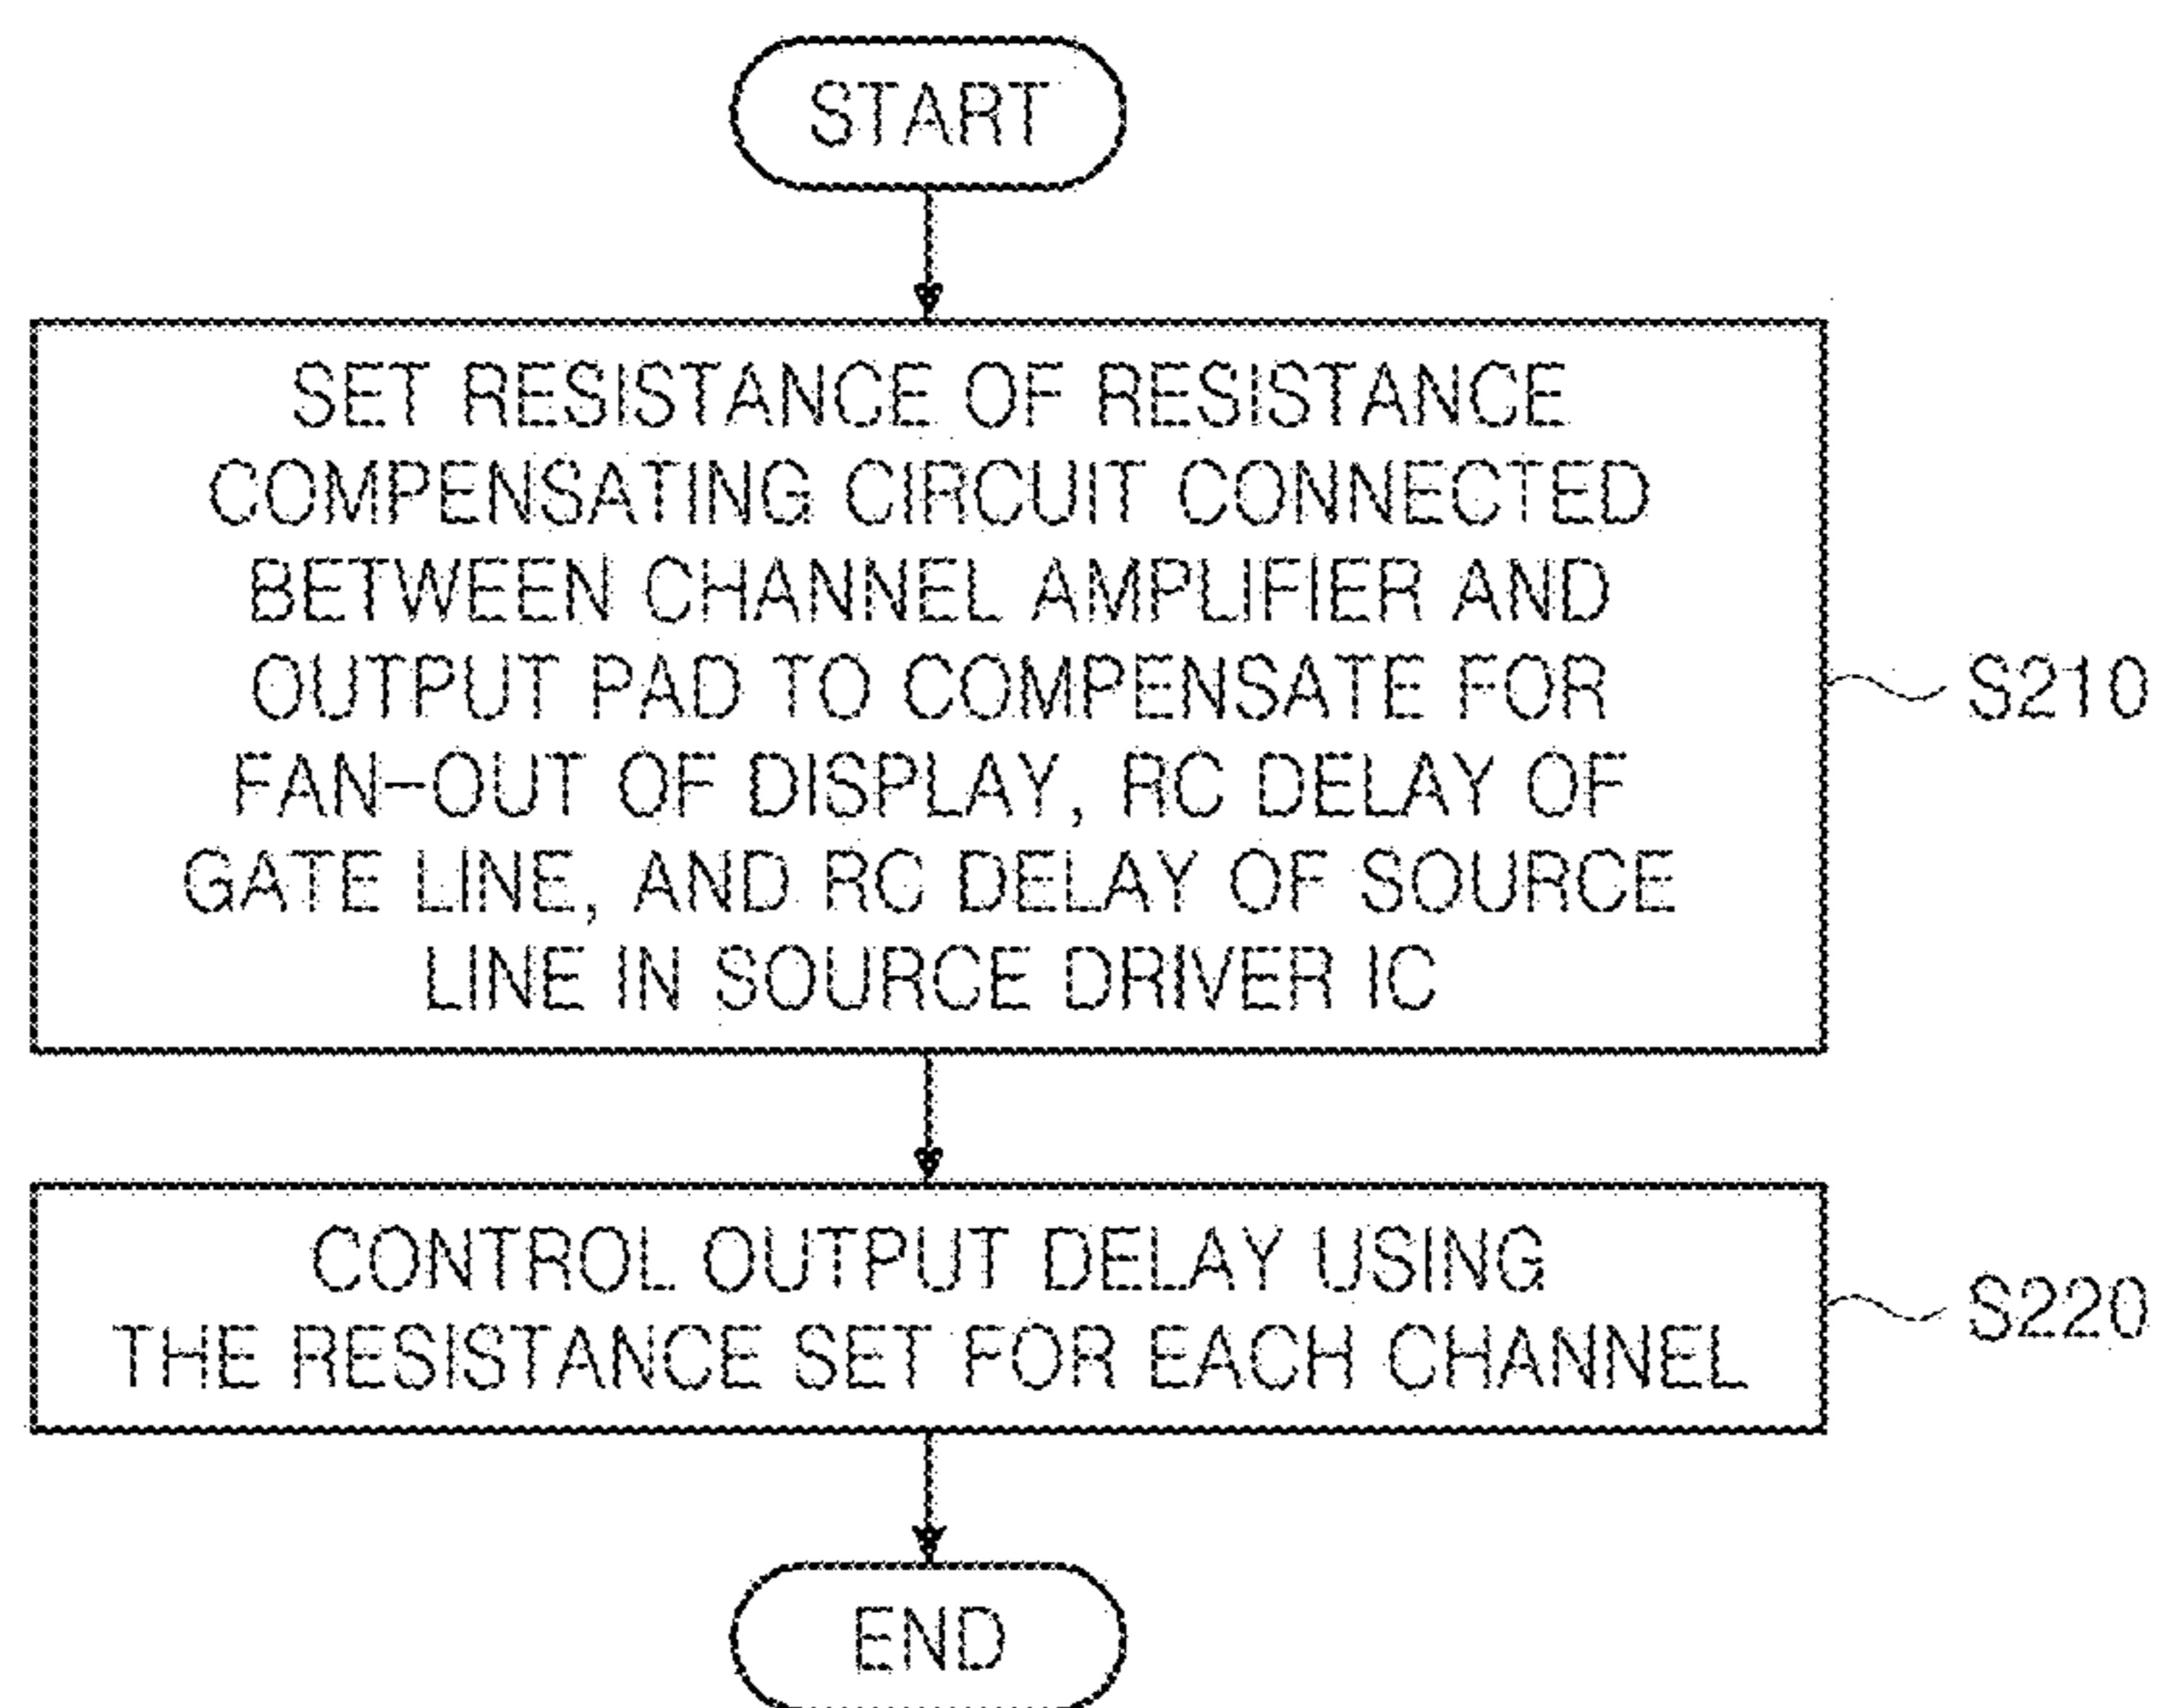 START
SET RESISTANCE OF RESISTANCE
COMPENSATING CIRCUIT CONNECTED
BETWEEN CHANNEL AMPLIFIER AND
OUTPUT PAD TO COMPENSATE FOR
FAN-OUT OF DISPLAY, RC DELAY OF
GATE LINE, AND RC DELAY OF SOURCE
LINE IN SOURCE DRIVER IC
S210
CONTROL OUTPUT DELAY USING
THE RESISTANCE SET FOR EACH CHANNEL
S220
END